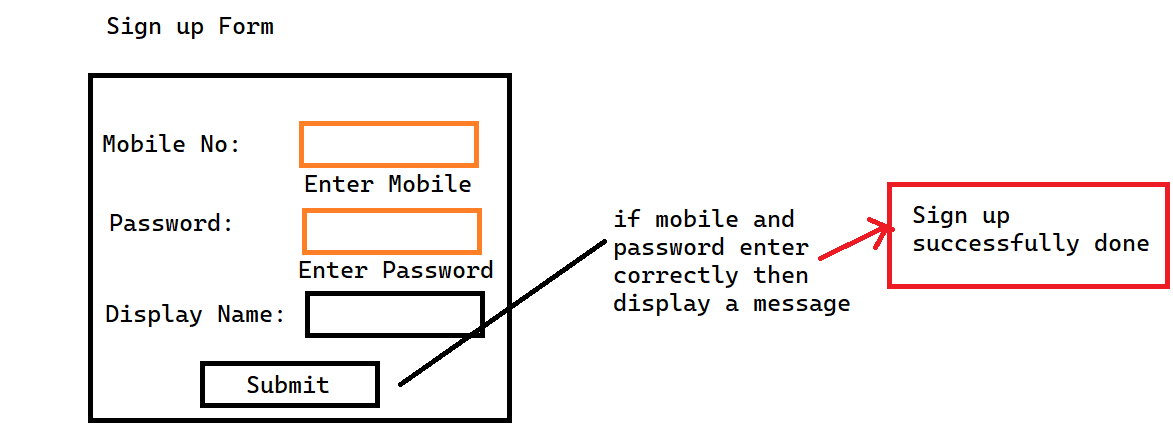 Sign up Form
Mobile No:
Enter Mobile
Password:
Enter Password
Display Name:
Submit
if mobile and
password enter
correctly then
display a message
Sign up
successfully done